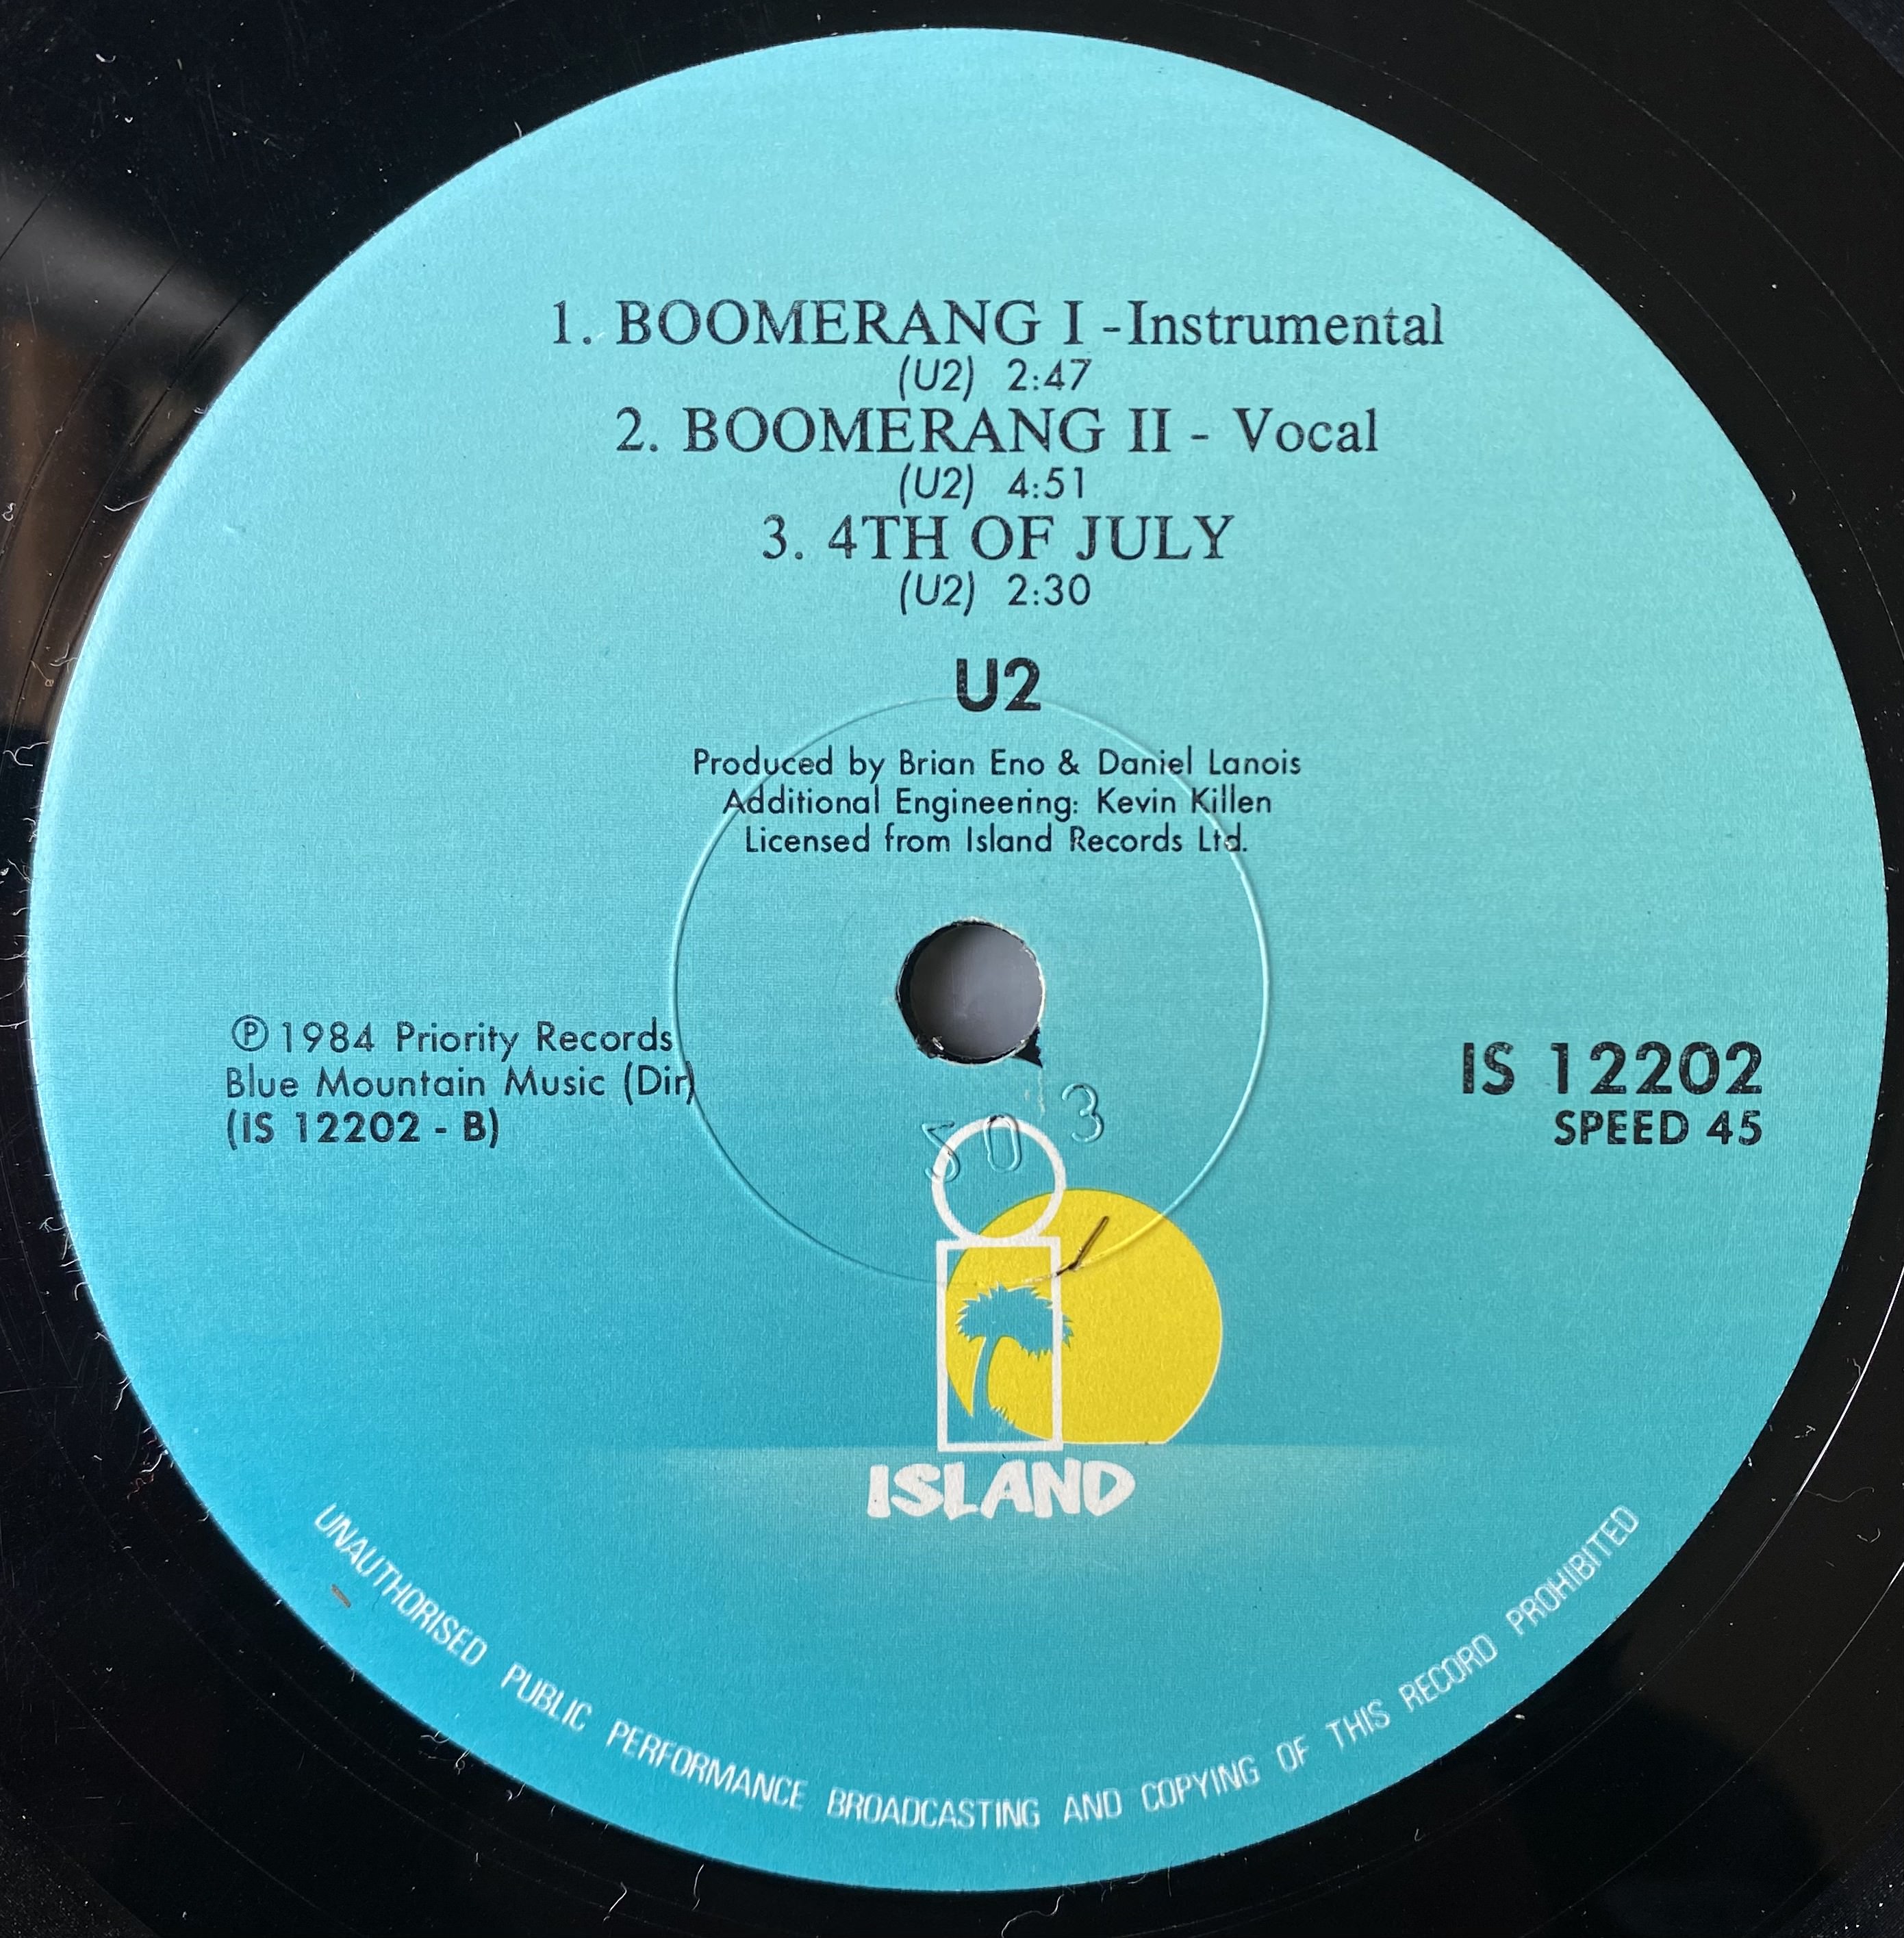 1. BOOMERANG I - Instrumental
(U2) 2:47
2. BOOMERANG II - Vocal
(U2) 4:51
3. 4TH OF JULY
(U2) 2:30
U2
Produced by Brian Eno & Daniel Lanois
Additional Engineering: Kevin Killen
Licensed from Island Records Ltd.
℗ 1984 Priority Records
Blue Mountain Music (Dir)
(IS 12202 - B)
IS 12202
SPEED 45
503
ISLAND
UNAUTHORISED PUBLIC PERFORMANCE BROADCASTING AND COPYING OF THIS RECORD PROHIBITED